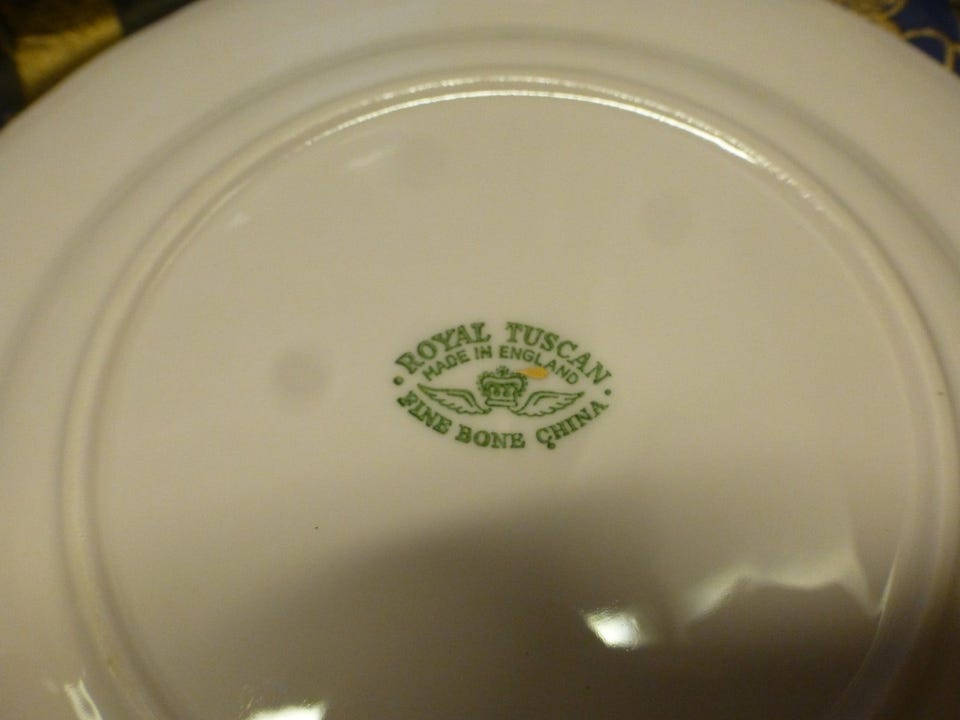 ROYAL TUSCAN
MADE IN ENGLAND
FINE BONE CHINA